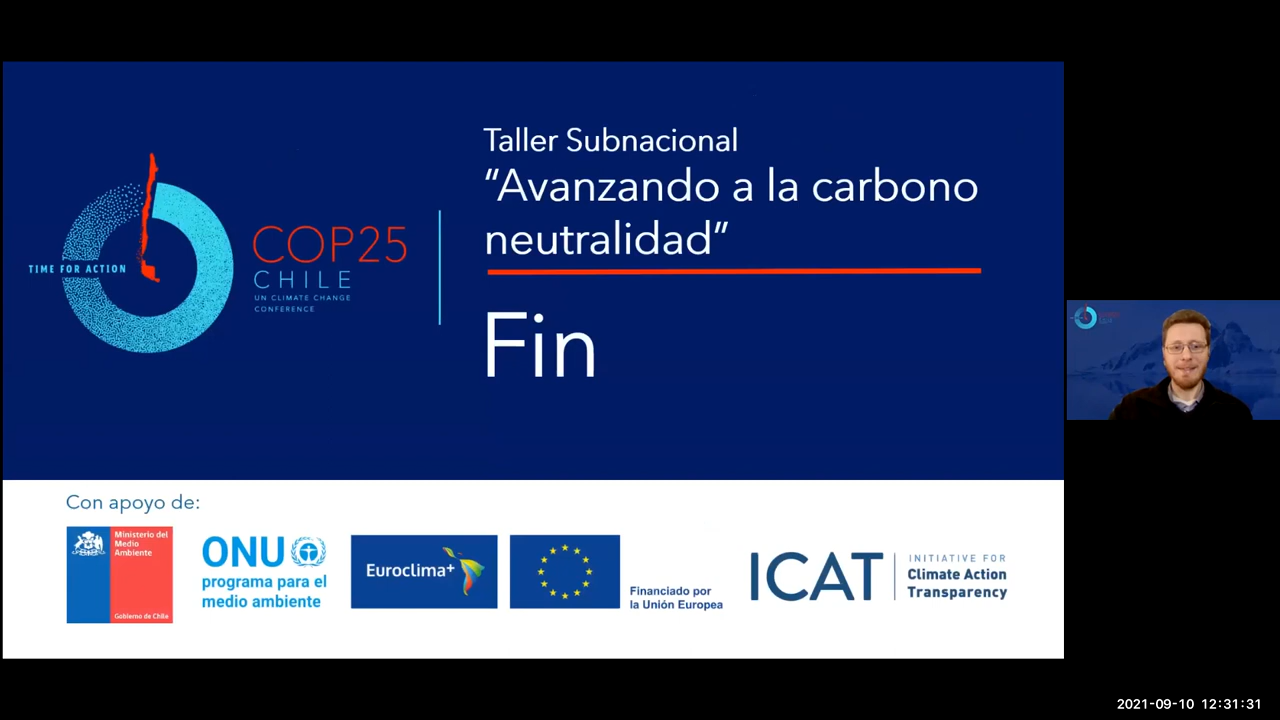 Taller Subnacional
“Avanzando a la carbono
neutralidad”
Fin
TIME FOR ACTION
COP25
CHILE
UN CLIMATE CHANGE
CONFERENCE
Con apoyo de:
Ministerio del
Medio
Ambiente
Gobierno de Chile
ONU
programa para el
medio ambiente
Euroclima+
Financiado por
la Unión Europea
ICAT
INITIATIVE FOR
Climate Action
Transparency
2021-09-10 12:31:31